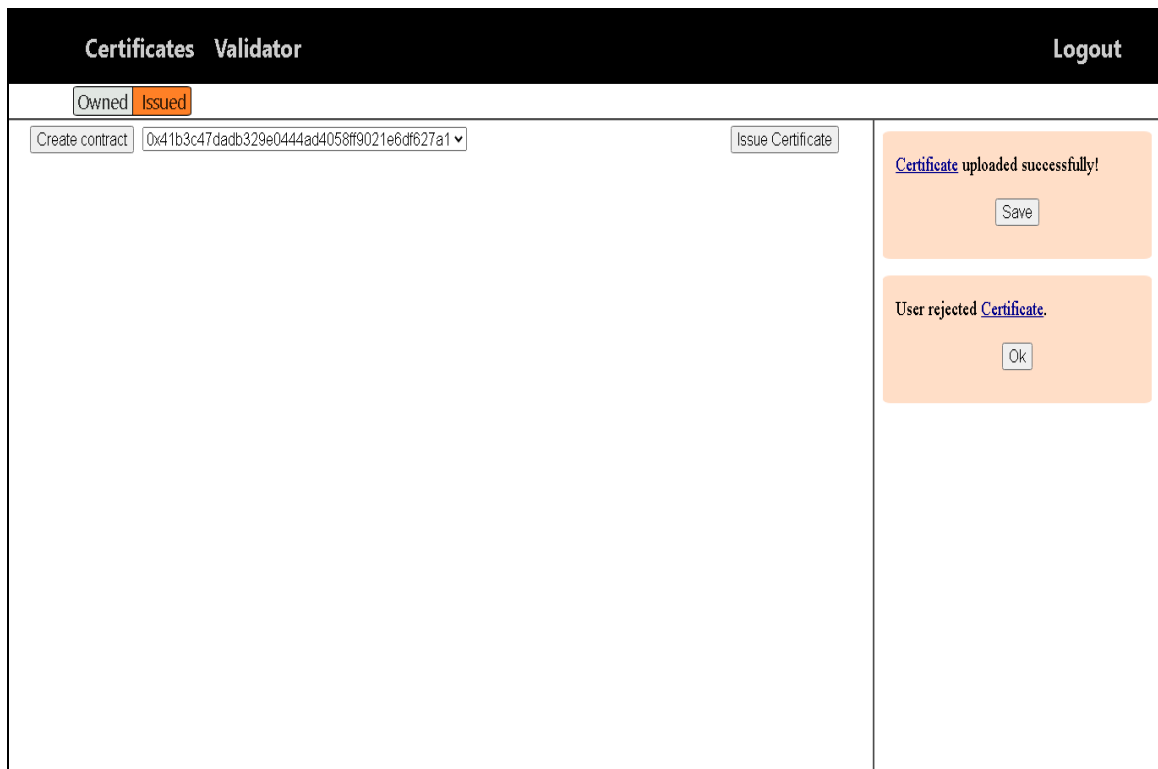 Certificates Validator Logout
Owned Issued
Create contract 0x41b3c47dadb329e0444ad4058ff9021e6df627a1 Issue Certificate
Certificate uploaded successfully!
Save
User rejected Certificate.
Ok